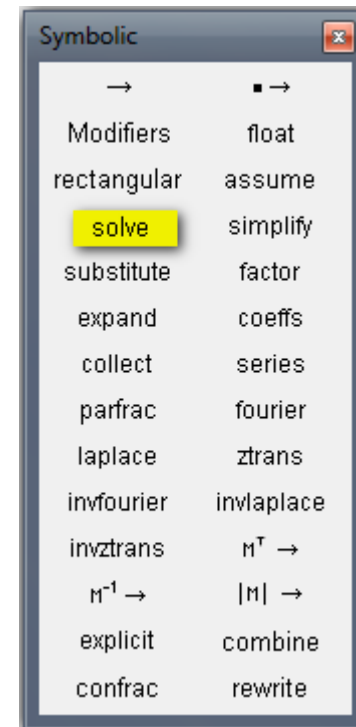 Symbolic
→ ▪ →
Modifiers float
rectangular assume
solve simplify
substitute factor
expand coeffs
collect series
parfrac fourier
laplace ztrans
invfourier invlaplace
invztrans Mᵀ →
M⁻¹ → |M| →
explicit combine
confrac rewrite